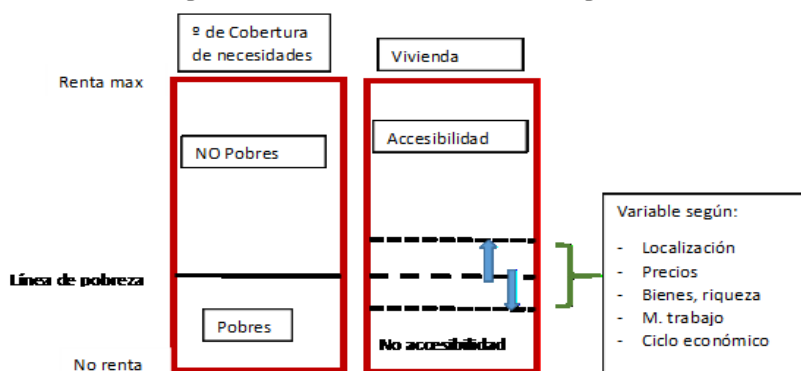 º de Cobertura
de necesidades
Vivienda
Renta max
NO Pobres
Accesibilidad
Variable según:
- Localización
- Precios
- Bienes, riqueza
- M. trabajo
- Ciclo económico
Línea de pobreza
Pobres
No accesibilidad
No renta